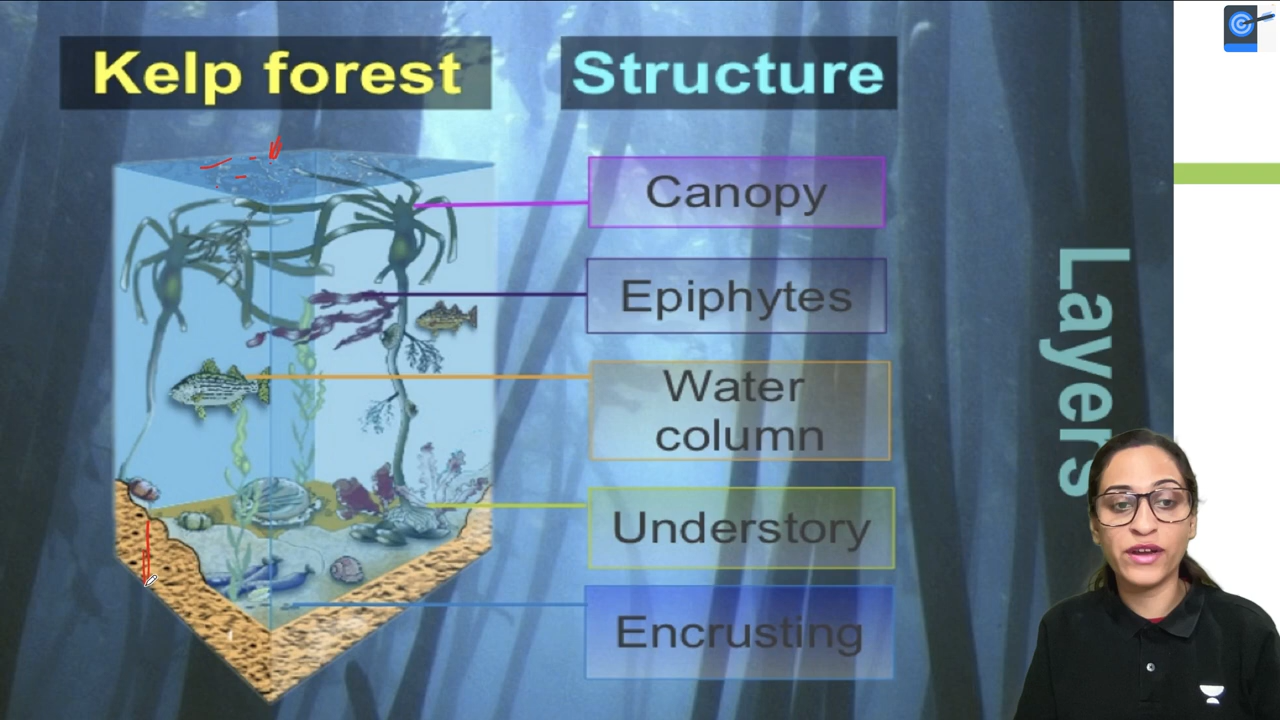 Kelp forest
Structure
Canopy
Epiphytes
Water
column
Understory
Encrusting
Layers